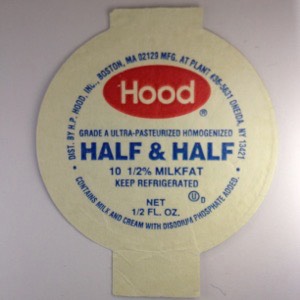 • DIST. BY H.P. HOOD, INC., BOSTON, MA 02129 MFG. AT PLANT #36-5631 ONEIDA, NY 13421 •
Hood ®
GRADE A ULTRA-PASTEURIZED HOMOGENIZED
HALF & HALF
10 1/2% MILKFAT
KEEP REFRIGERATED
NET
1/2 FL. OZ.
U D
CONTAINS MILK AND CREAM WITH DISODIUM PHOSPHATE ADDED.